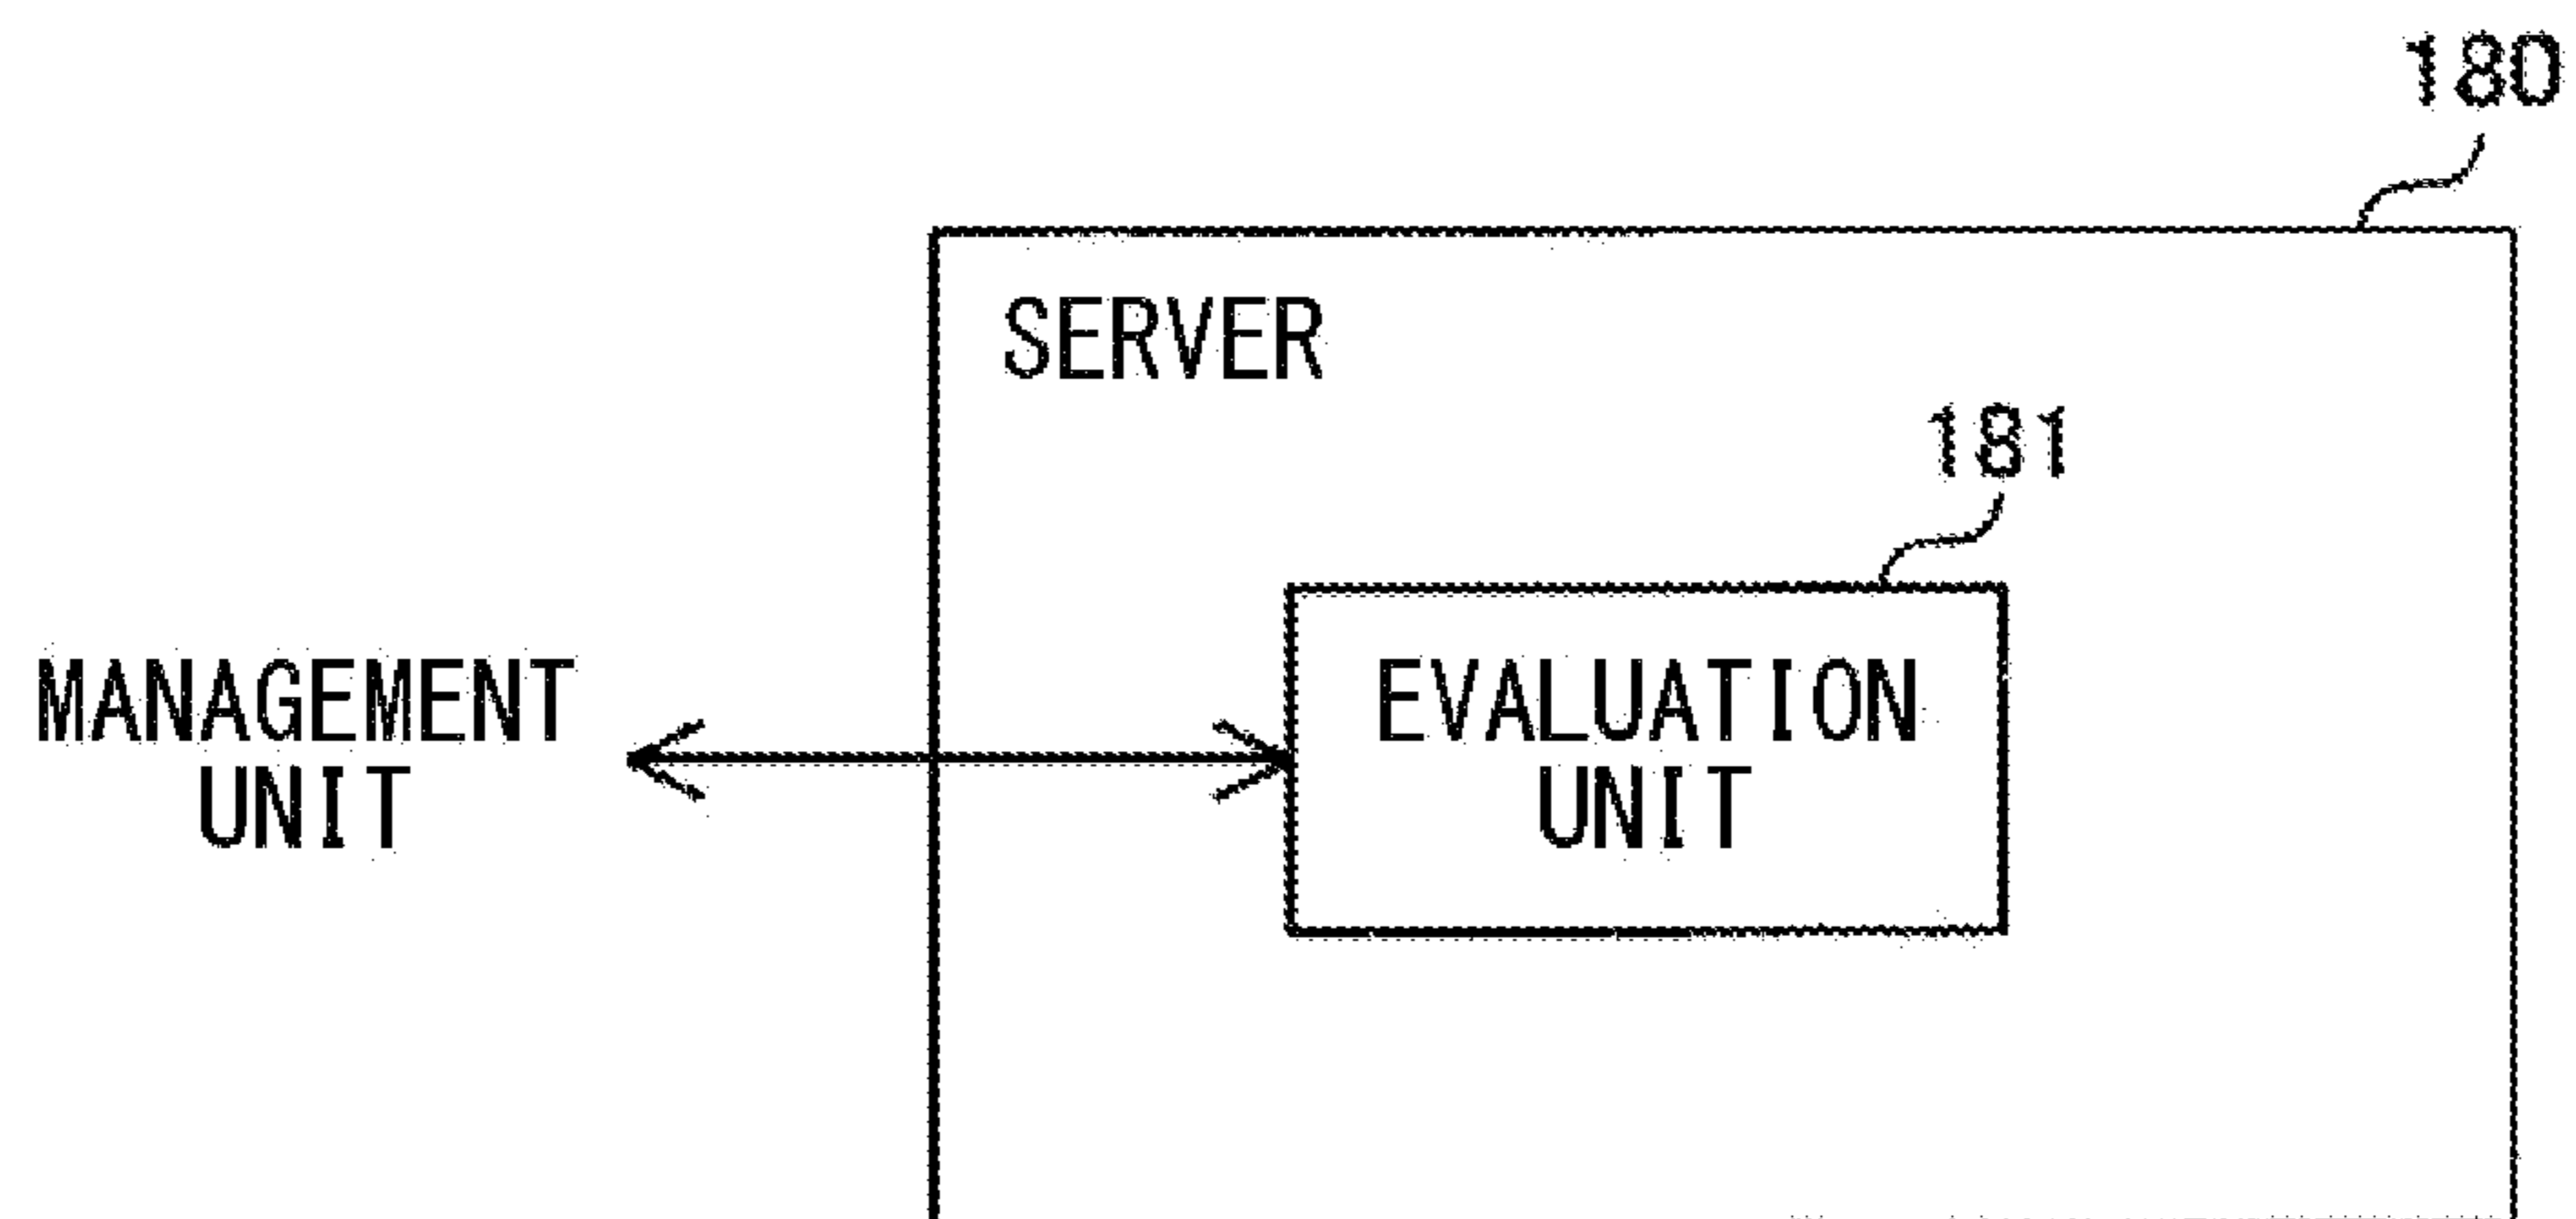 180
SERVER
181
MANAGEMENT
UNIT
EVALUATION
UNIT